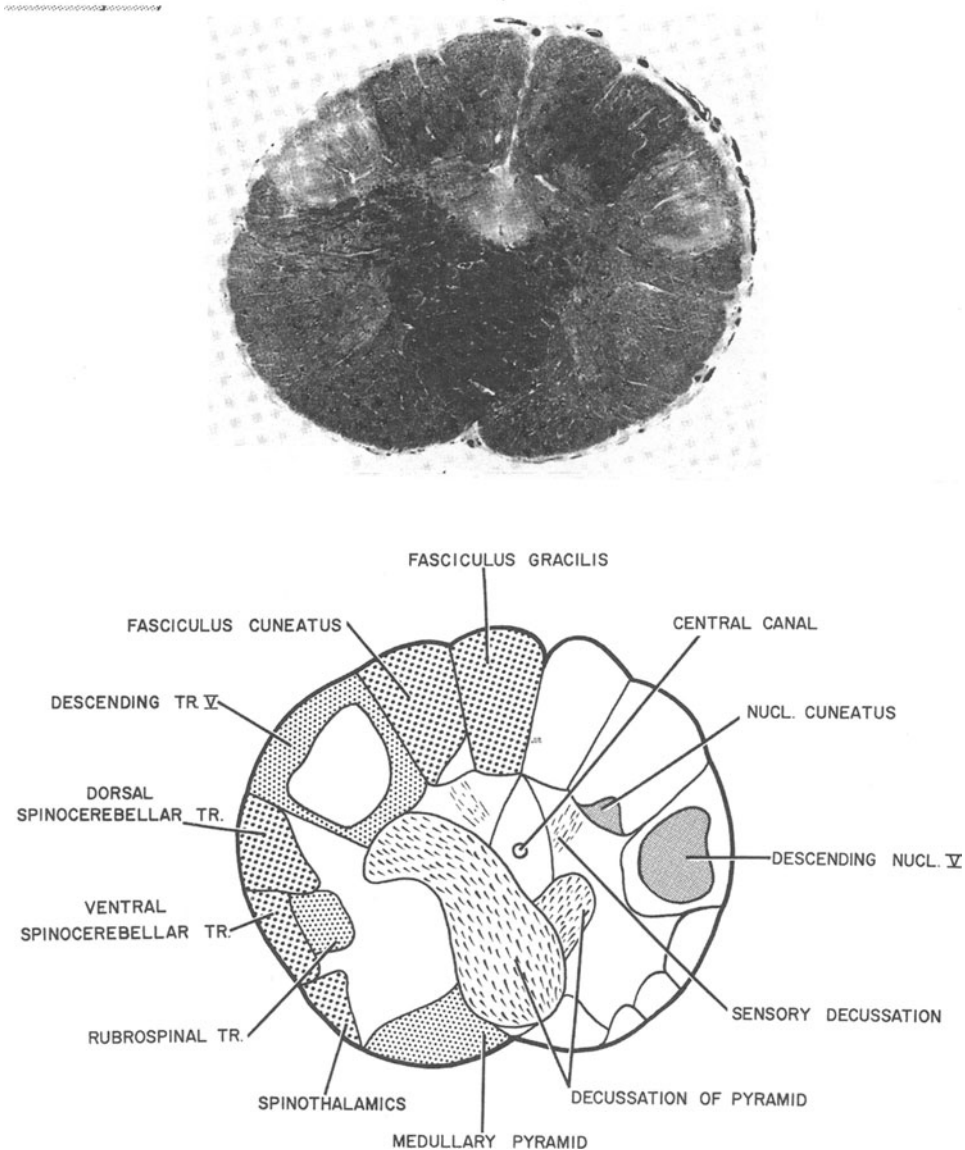 FASCICULUS GRACILIS
FASCICULUS CUNEATUS
CENTRAL CANAL
DESCENDING TR. V
NUCL. CUNEATUS
DORSAL
SPINOCEREBELLAR TR.
DESCENDING NUCL. V
VENTRAL
SPINOCEREBELLAR TR.
RUBROSPINAL TR.
SENSORY DECUSSATION
SPINOTHALAMICS
DECUSSATION OF PYRAMID
MEDULLARY PYRAMID